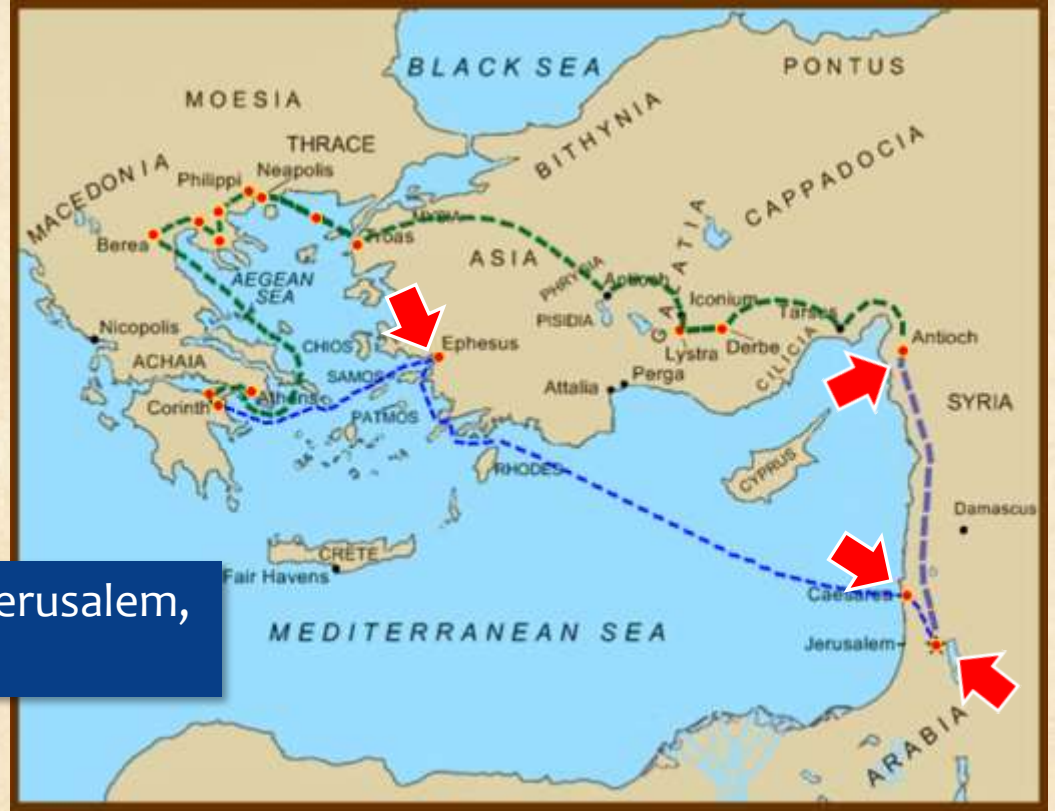 BLACK SEA
PONTUS
MOESIA
THRACE
BITHYNIA
CAPPADOCIA
MACEDONIA
Philippi
Neapolis
Berea
Troas
AEGEAN
SEA
ASIA
PHRYGIA
Antioch
GALATIA
PISIDIA
Iconium
Tarsus
CILICIA
Antioch
Lystra
Derbe
Nicopolis
CHIOS
Ephesus
ACHAIA
SAMOS
Attalia
Perga
SYRIA
Corinth
Athens
PATMOS
RHODES
CYPRUS
Damascus
CRETE
Fair Havens
Caesarea
erusalem,
MEDITERRANEAN SEA
Jerusalem
ARABIA